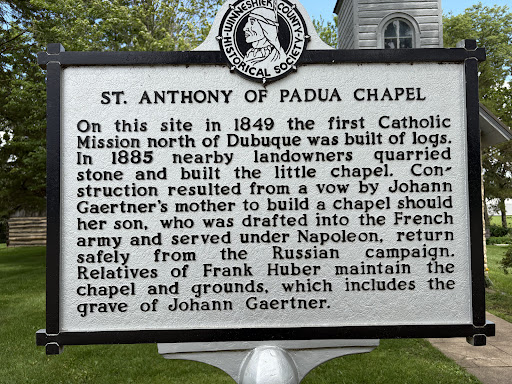 WINNESHIEK COUNTY
HISTORICAL SOCIETY
ST. ANTHONY OF PADUA CHAPEL
On this site in 1849 the first Catholic
Mission north of Dubuque was built of logs.
In 1885 nearby landowners quarried
stone and built the little chapel. Con-
struction resulted from a vow by Johann
Gaertner's mother to build a chapel should
her son, who was drafted into the French
army and served under Napoleon, return
safely from the Russian campaign.
Relatives of Frank Huber maintain the
chapel and grounds, which includes the
grave of Johann Gaertner.